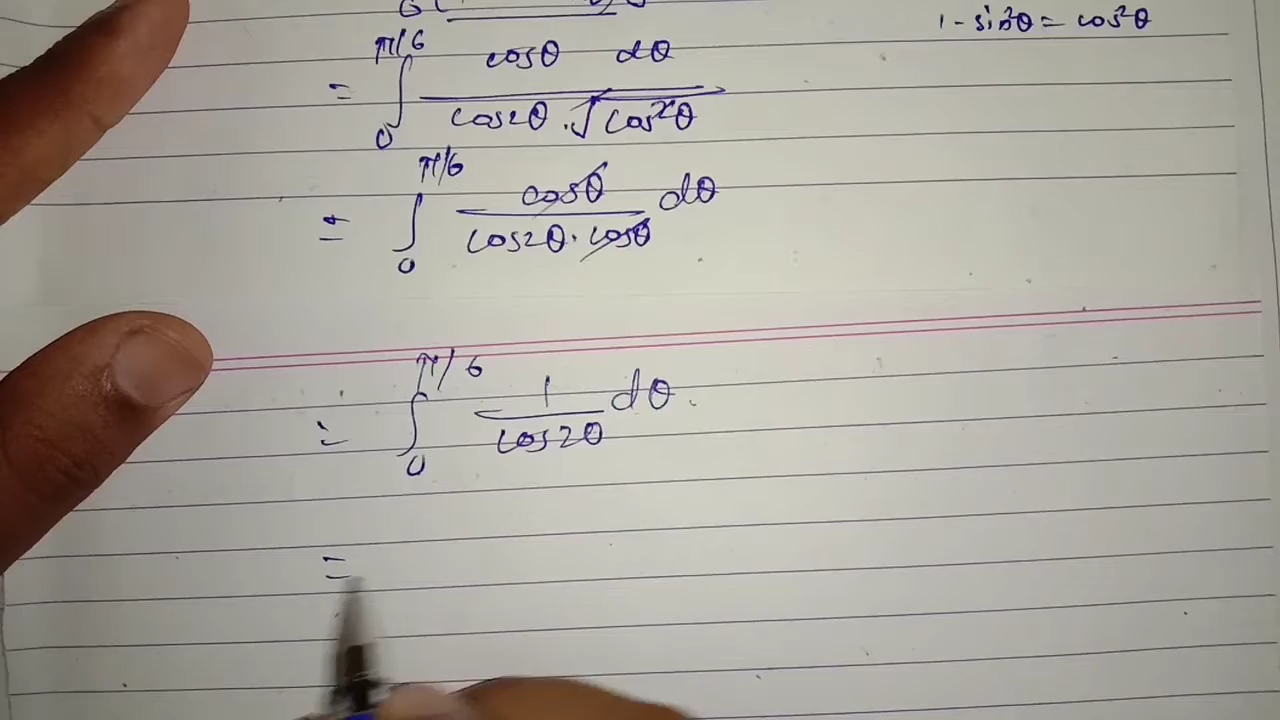 1 - sin²θ = cos²θ
= ∫₀^π/6 cosθ dθ / cos2θ · √cos²θ
= ∫₀^π/6 cosθ / cos2θ · cosθ dθ
= ∫₀^π/6 1 / cos2θ dθ.
=